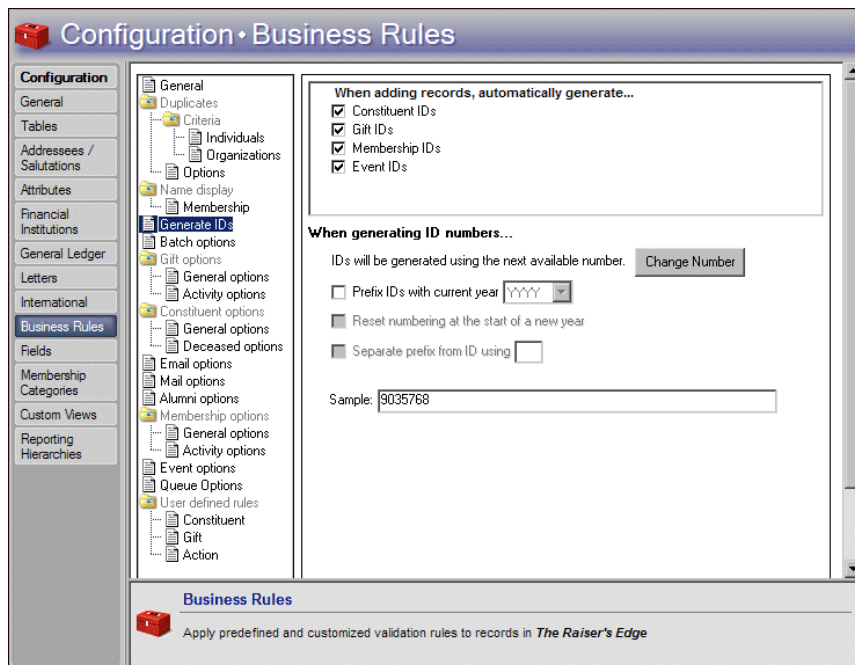 Configuration • Business Rules
Configuration
General
Tables
Addressees /
Salutations
Attributes
Financial
Institutions
General Ledger
Letters
International
Business Rules
Fields
Membership
Categories
Custom Views
Reporting
Hierarchies
General
Duplicates
Criteria
Individuals
Organizations
Options
Name display
Membership
Generate IDs
Batch options
Gift options
General options
Activity options
Constituent options
General options
Deceased options
Email options
Mail options
Alumni options
Membership options
General options
Activity options
Event options
Queue Options
User defined rules
Constituent
Gift
Action
When adding records, automatically generate...
Constituent IDs
Gift IDs
Membership IDs
Event IDs
When generating ID numbers...
IDs will be generated using the next available number. Change Number
Prefix IDs with current year YYYY
Reset numbering at the start of a new year
Separate prefix from ID using
Sample: 9035768
Business Rules
Apply predefined and customized validation rules to records in The Raiser's Edge